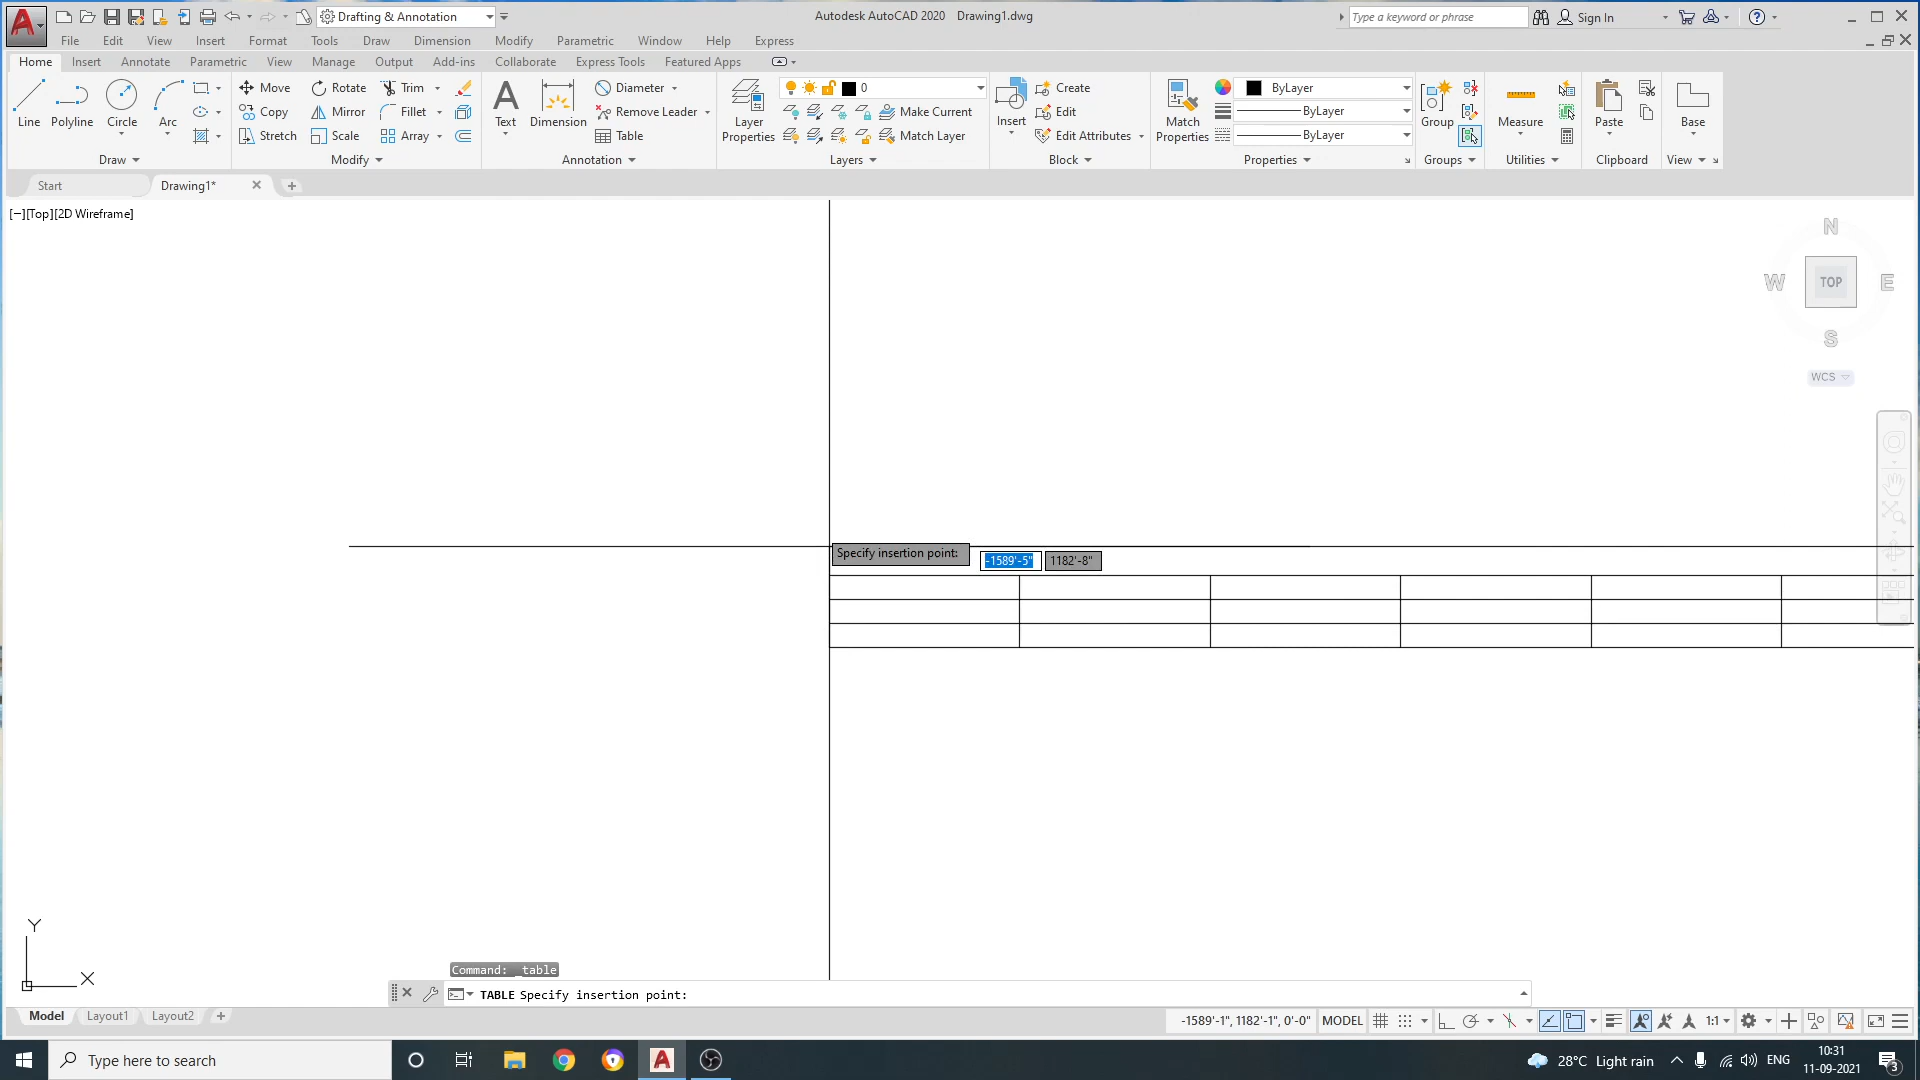 Drafting & Annotation
Autodesk AutoCAD 2020 Drawing1.dwg
Type a keyword or phrase
Sign In
File Edit View Insert Format Tools Draw Dimension Modify Parametric Window Help Express
Home Insert Annotate Parametric View Manage Output Add-ins Collaborate Express Tools Featured Apps
Line Polyline Circle Arc
Draw
Move Rotate Trim
Copy Mirror Fillet
Stretch Scale Array
Modify
Text Dimension
Diameter
Remove Leader
Table
Annotation
Layer Properties
0
Make Current
Match Layer
Layers
Insert
Create
Edit
Edit Attributes
Block
Match Properties
ByLayer
ByLayer
ByLayer
Properties
Group
Groups
Measure
Utilities
Paste
Clipboard
Base
View
Start
Drawing1*
[−][Top][2D Wireframe]
N
W TOP E
S
WCS
Specify insertion point: -1589'-5" 1182'-8"
Y
X
Command: _table
TABLE Specify insertion point:
Model Layout1 Layout2
-1589'-1", 1182'-1", 0'-0" MODEL 1:1
Type here to search
28°C Light rain
ENG
10:31
11-09-2021
3